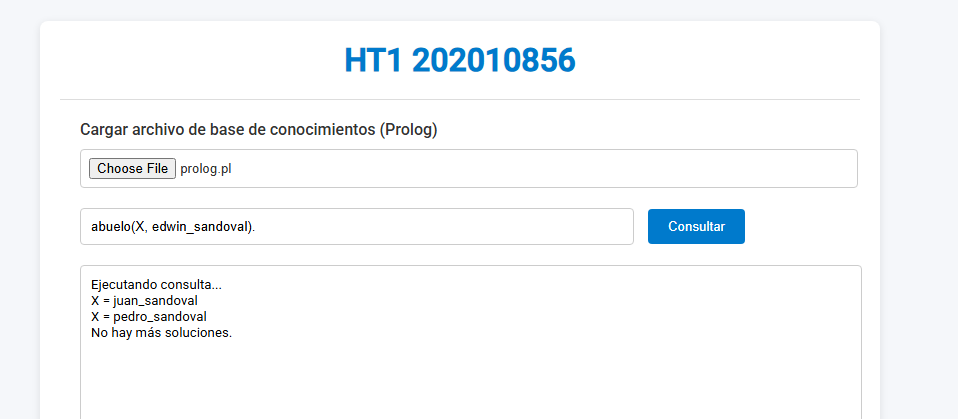 HT1 202010856
Cargar archivo de base de conocimientos (Prolog)
Choose File prolog.pl
abuelo(X, edwin_sandoval).
Consultar
Ejecutando consulta...
X = juan_sandoval
X = pedro_sandoval
No hay más soluciones.